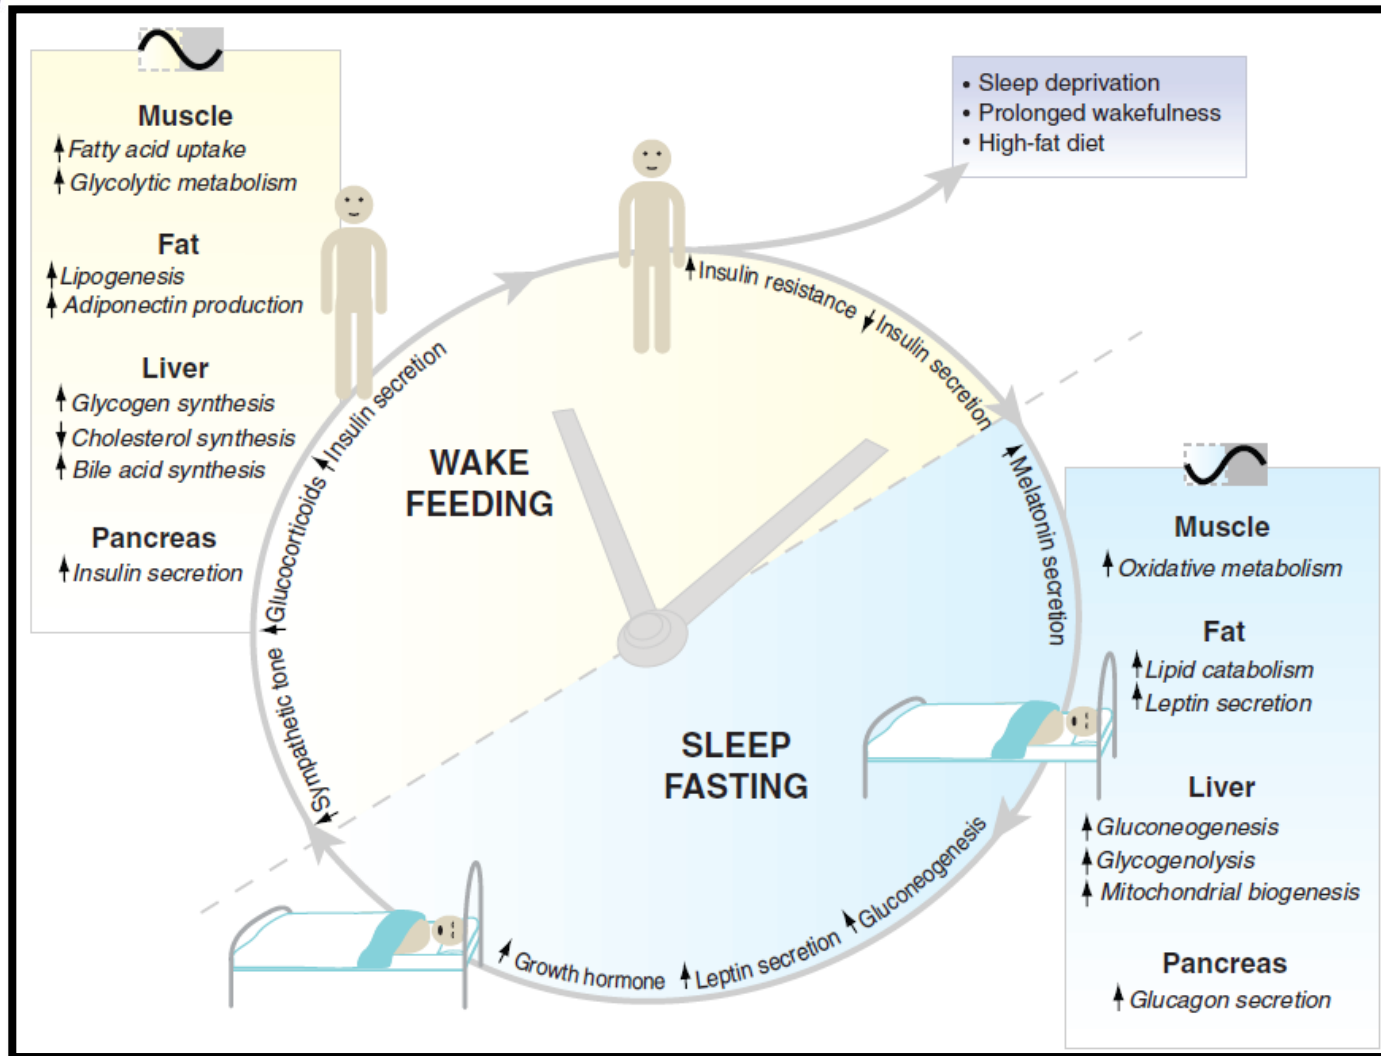 Muscle
Fatty acid uptake
Glycolytic metabolism
Fat
Lipogenesis
Adiponectin production
Liver
Glycogen synthesis
Cholesterol synthesis
Bile acid synthesis
Pancreas
Insulin secretion
• Sleep deprivation
• Prolonged wakefulness
• High-fat diet
Insulin resistance
Insulin secretion
Melatonin secretion
Gluconeogenesis
Leptin secretion
Growth hormone
Sympathetic tone
Glucocorticoids
Insulin secretion
WAKE
FEEDING
SLEEP
FASTING
Muscle
Oxidative metabolism
Fat
Lipid catabolism
Leptin secretion
Liver
Gluconeogenesis
Glycogenolysis
Mitochondrial biogenesis
Pancreas
Glucagon secretion